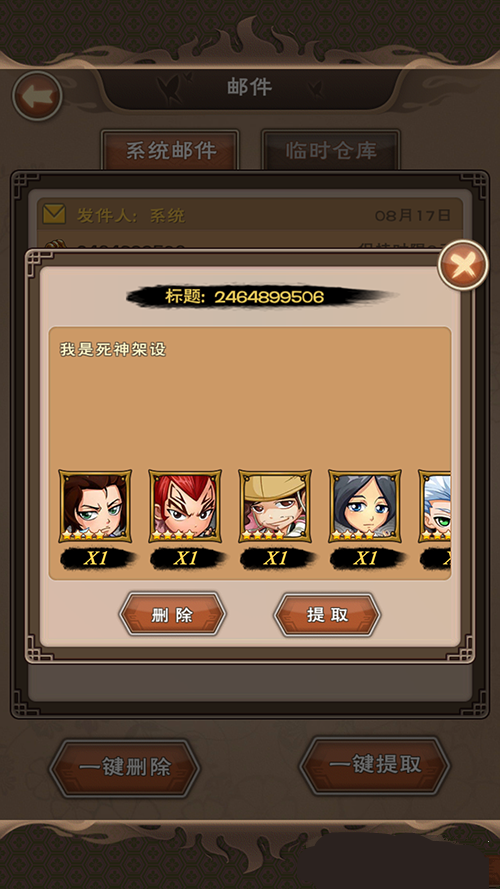 邮件
系统邮件
临时仓库
发件人：系统
08月17日
标题：2464899506
我是死神架设
X1
X1
X1
X1
删除
提取
一键删除
一键提取